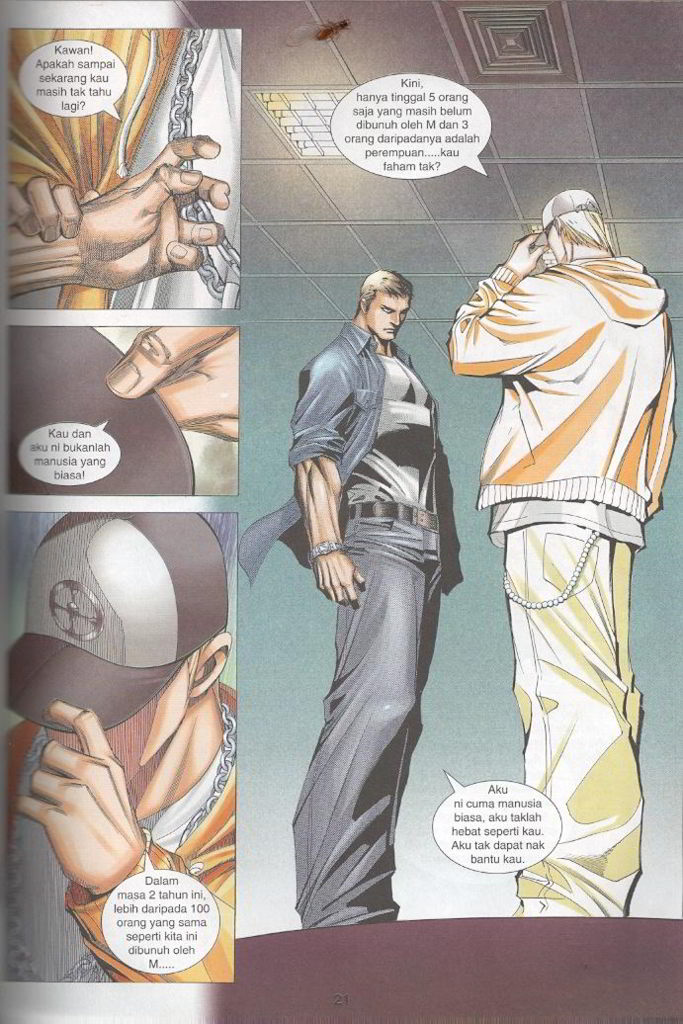 Kawan!
Apakah sampai
sekarang kau
masih tak tahu
lagi?
Kau dan
aku ni bukanlah
manusia yang
biasa!
Dalam
masa 2 tahun ini,
lebih daripada 100
orang yang sama
seperti kita ini
dibunuh oleh
M.....
Kini,
hanya tinggal 5 orang
saja yang masih belum
dibunuh oleh M dan 3
orang daripadanya adalah
perempuan.....kau
faham tak?
Aku
ni cuma manusia
biasa, aku taklah
hebat seperti kau.
Aku tak dapat nak
bantu kau.
21